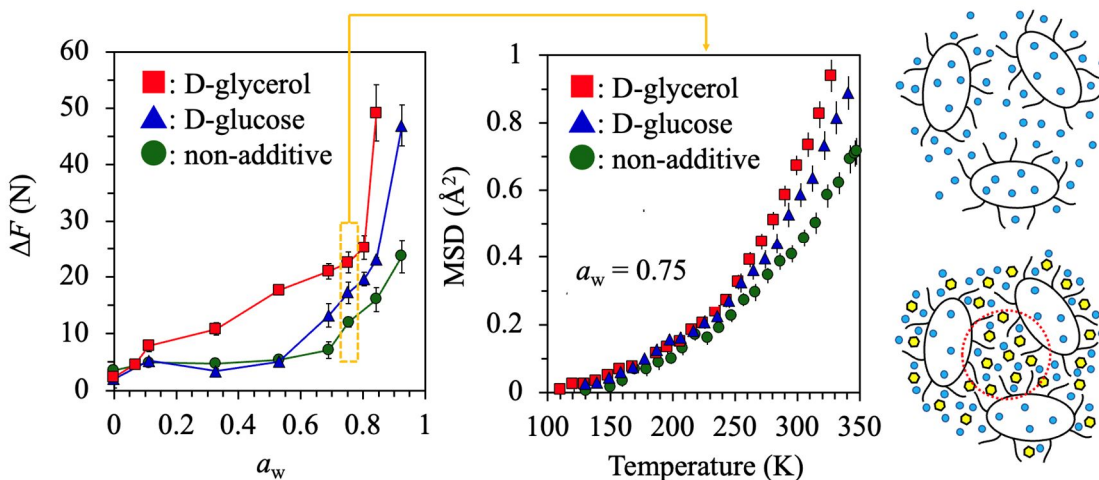 60
50
40
30
20
10
0
ΔF (N)
: D-glycerol
: D-glucose
: non-additive
0 0.2 0.4 0.6 0.8 1
a_w
1
0.8
0.6
0.4
0.2
0
MSD (Å²)
: D-glycerol
: D-glucose
: non-additive
a_w = 0.75
100 150 200 250 300 350
Temperature (K)